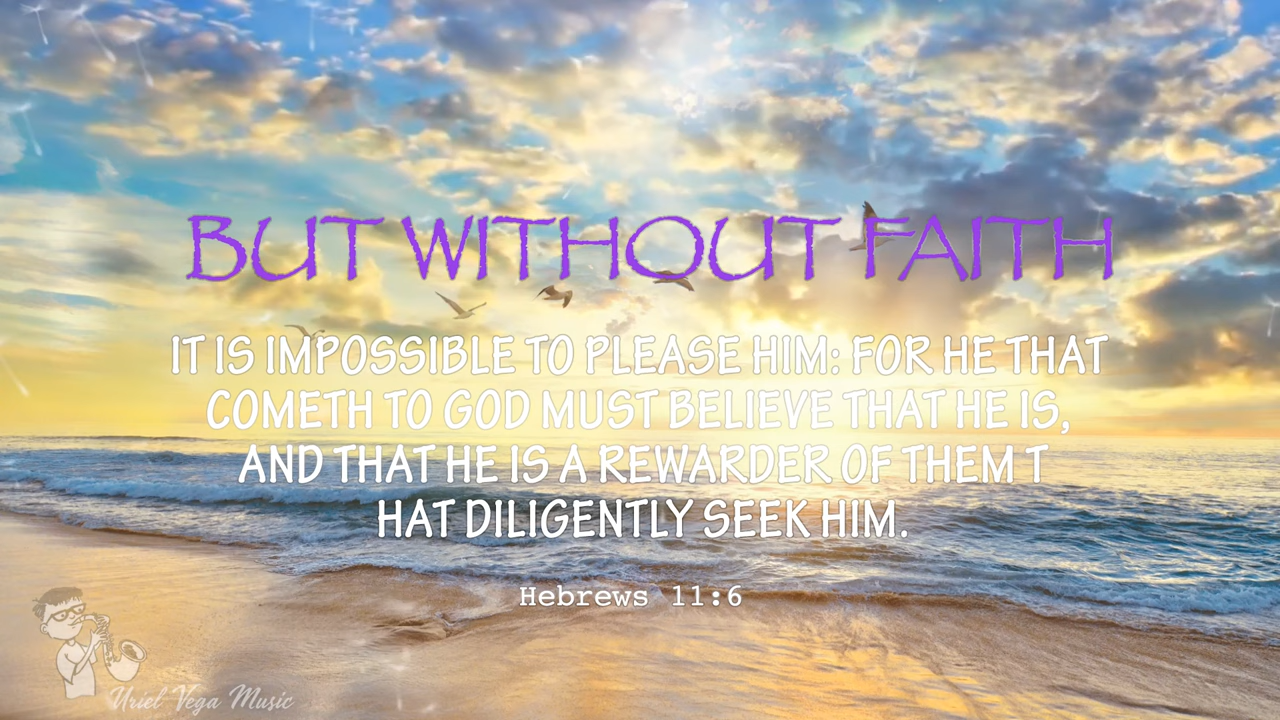 BUT WITHOUT FAITH
IT IS IMPOSSIBLE TO PLEASE HIM: FOR HE THAT
COMETH TO GOD MUST BELIEVE THAT HE IS,
AND THAT HE IS A REWARDER OF THEM T
HAT DILIGENTLY SEEK HIM.
Hebrews 11:6
Uriel Vega Music